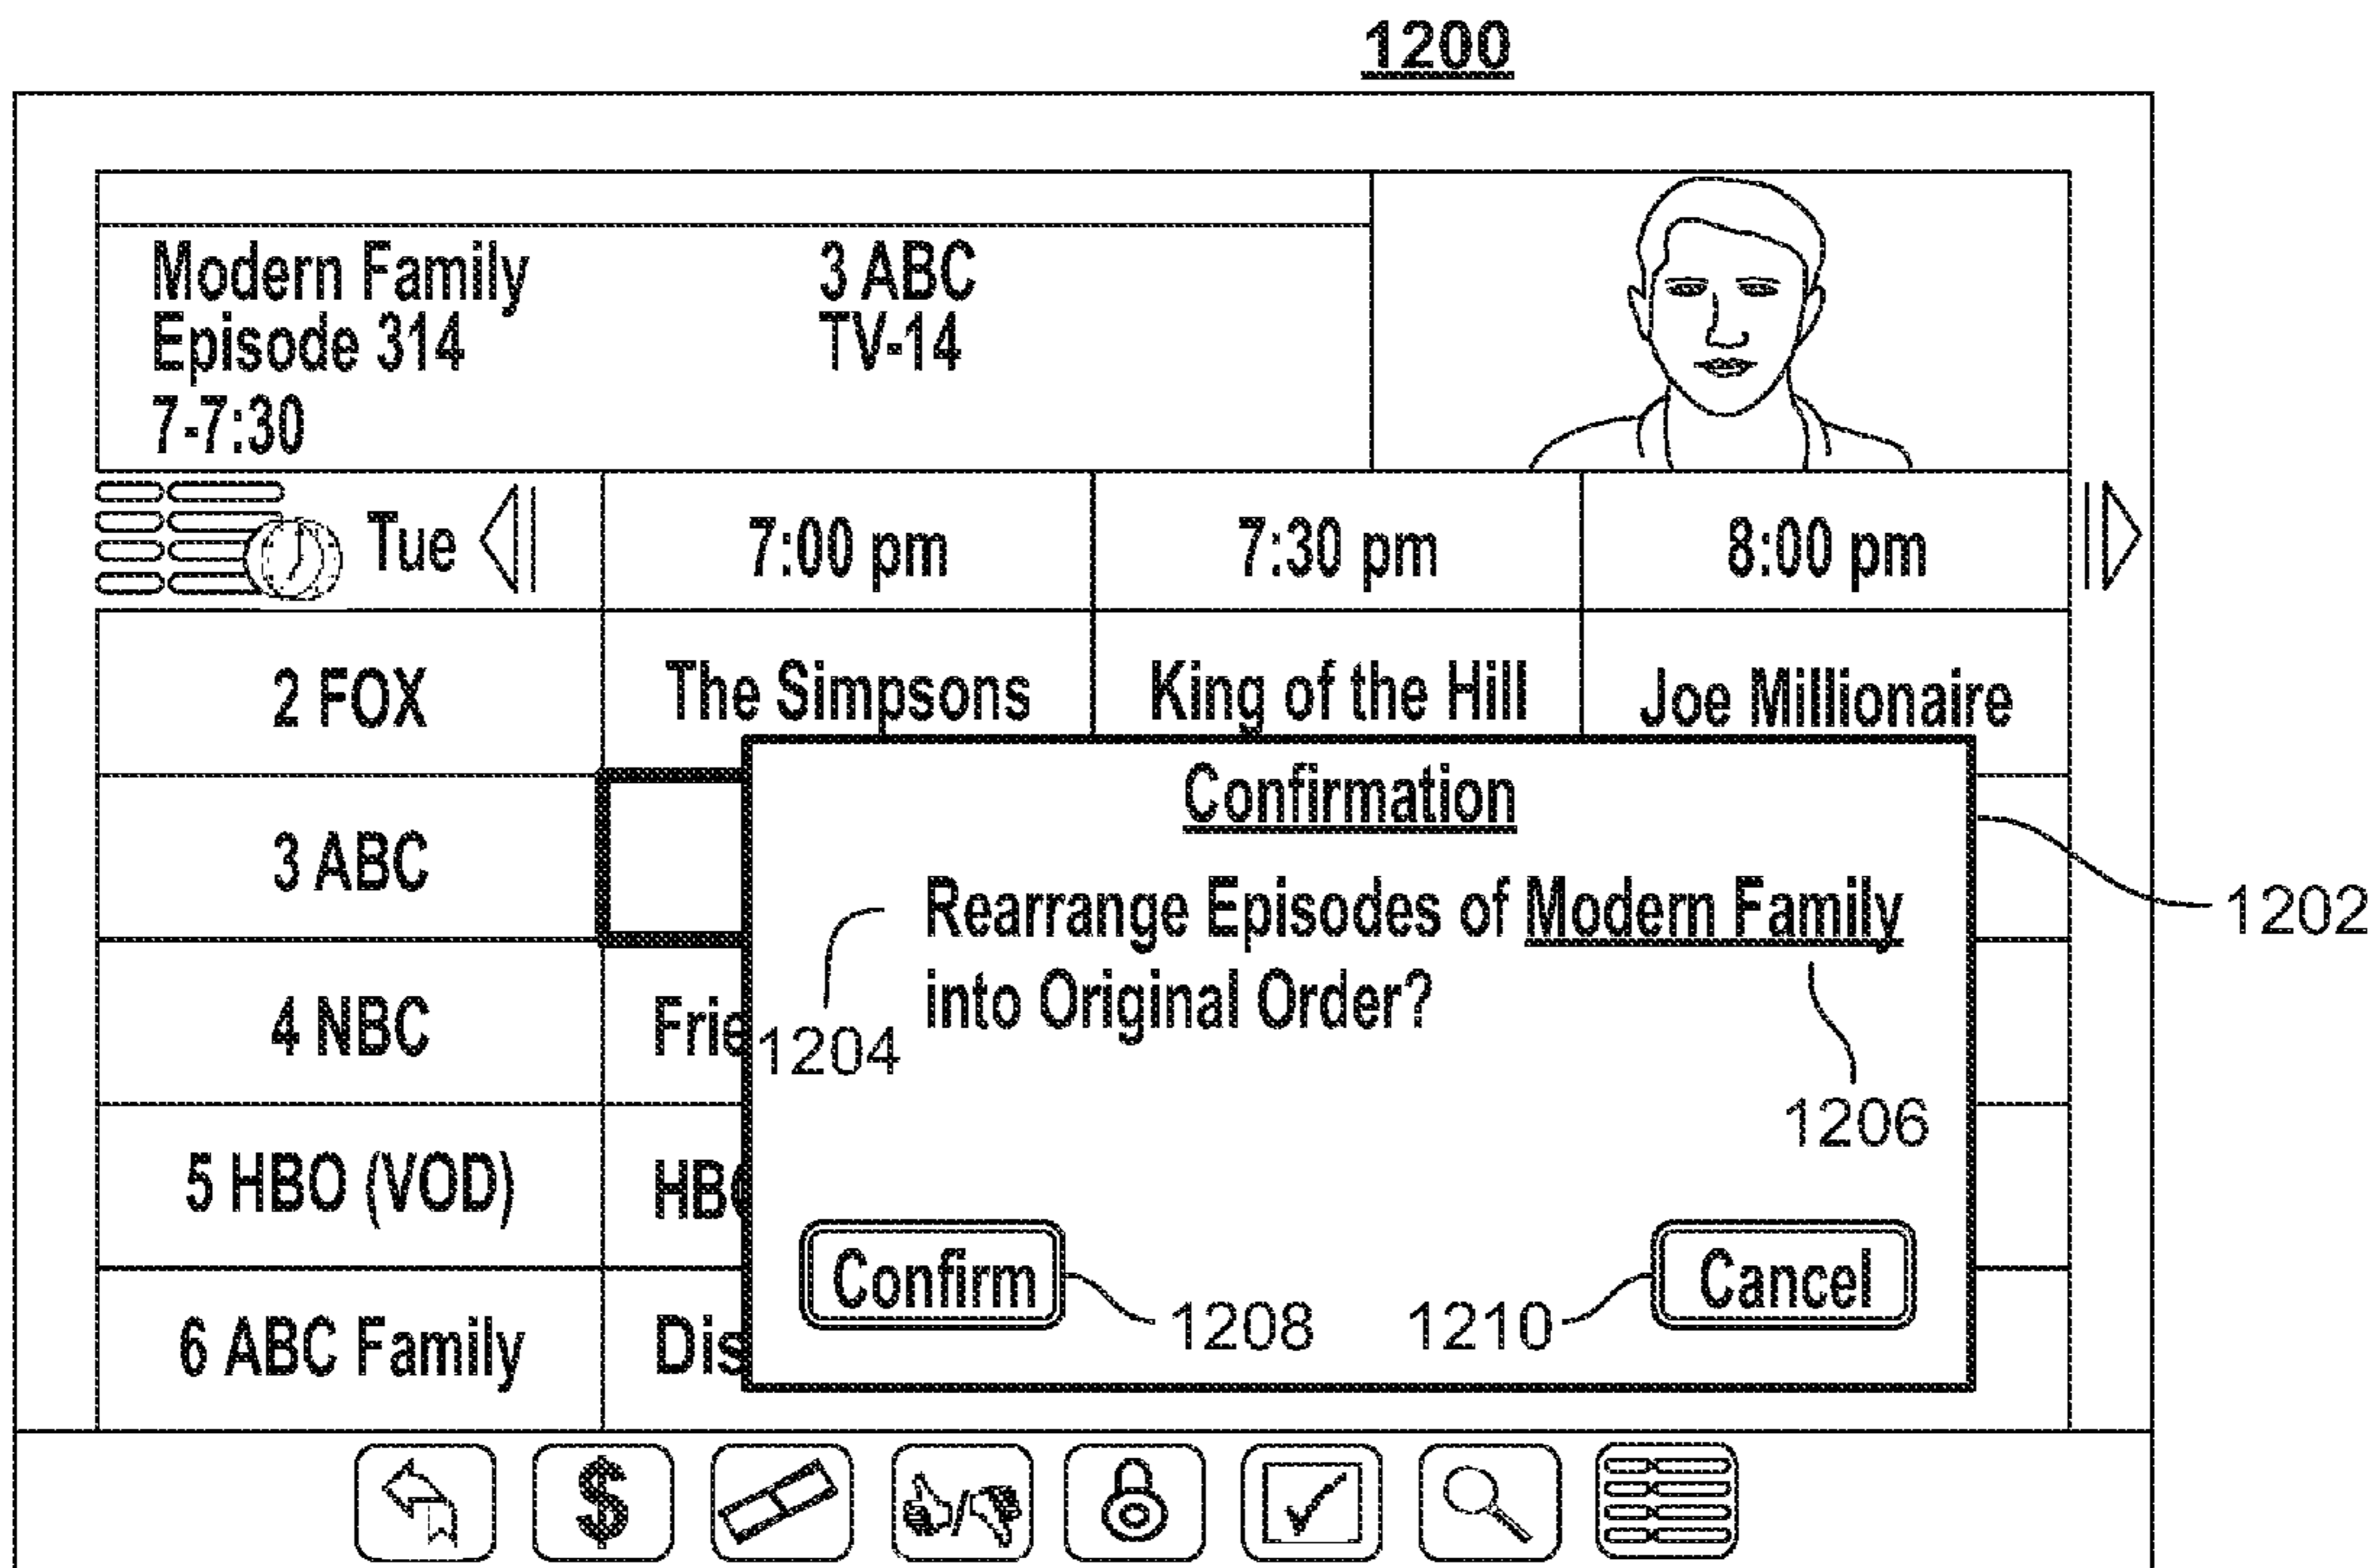 1200
Modern Family 3 ABC
Episode 314 TV-14
7-7:30
Tue 7:00 pm 7:30 pm 8:00 pm
2 FOX The Simpsons King of the Hill Joe Millionaire
Confirmation
3 ABC
Rearrange Episodes of Modern Family
1202
into Original Order?
4 NBC Frie
1204
1206
5 HBO (VOD) HBO
Confirm Cancel
1208 1210
6 ABC Family Dis
$